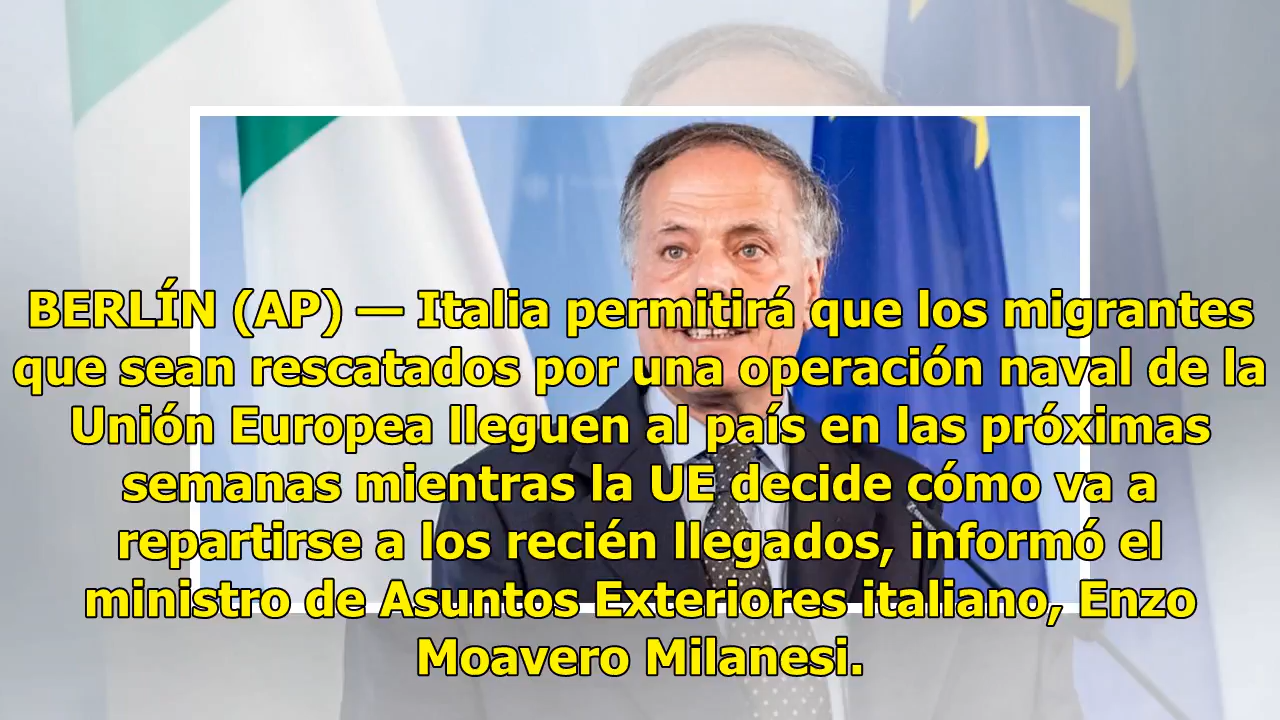 BERLÍN (AP) — Italia permitirá que los migrantes
que sean rescatados por una operación naval de la
Unión Europea lleguen al país en las próximas
semanas mientras la UE decide cómo va a
repartirse a los recién llegados, informó el
ministro de Asuntos Exteriores italiano, Enzo
Moavero Milanesi.